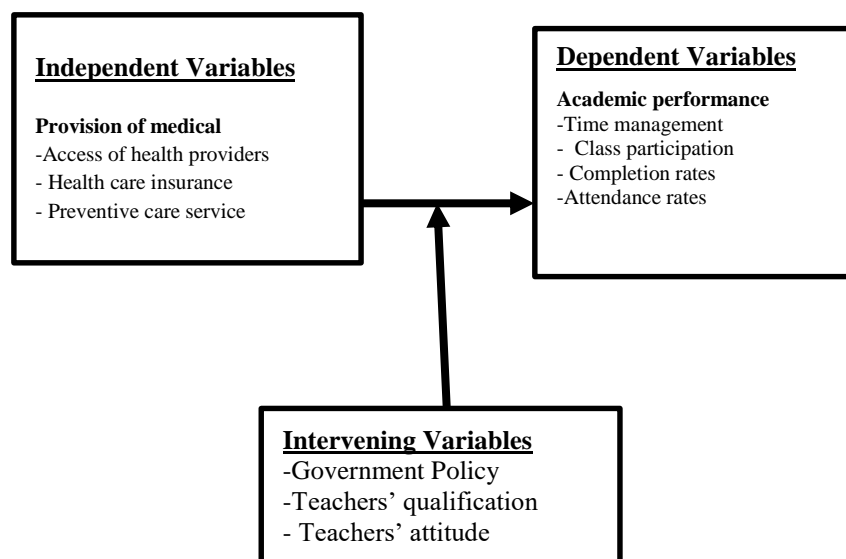 Independent Variables
Provision of medical
-Access of health providers
- Health care insurance
- Preventive care service
Dependent Variables
Academic performance
-Time management
- Class participation
- Completion rates
-Attendance rates
Intervening Variables
-Government Policy
-Teachers’ qualification
- Teachers’ attitude